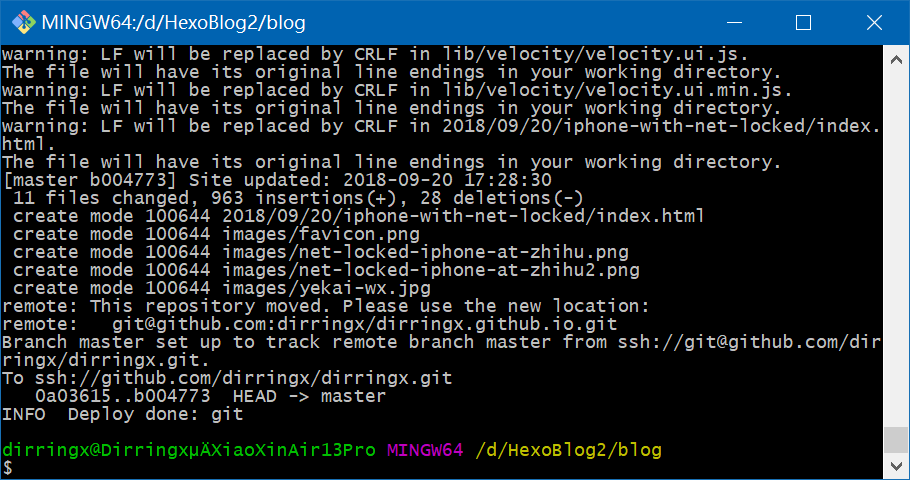 MINGW64:/d/HexoBlog2/blog
warning: LF will be replaced by CRLF in lib/velocity/velocity.ui.js.
The file will have its original line endings in your working directory.
warning: LF will be replaced by CRLF in lib/velocity/velocity.ui.min.js.
The file will have its original line endings in your working directory.
warning: LF will be replaced by CRLF in 2018/09/20/iphone-with-net-locked/index.
html.
The file will have its original line endings in your working directory.
[master b004773] Site updated: 2018-09-20 17:28:30
 11 files changed, 963 insertions(+), 28 deletions(-)
 create mode 100644 2018/09/20/iphone-with-net-locked/index.html
 create mode 100644 images/favicon.png
 create mode 100644 images/net-locked-iphone-at-zhihu.png
 create mode 100644 images/net-locked-iphone-at-zhihu2.png
 create mode 100644 images/yekai-wx.jpg
remote: This repository moved. Please use the new location:
remote:   git@github.com:dirringx/dirringx.github.io.git
Branch master set up to track remote branch master from ssh://git@github.com/dir
ringx/dirringx.git.
To ssh://github.com/dirringx/dirringx.git
   0a03615..b004773  HEAD -> master
INFO  Deploy done: git
dirringx@DirringxµÄXiaoXinAir13Pro MINGW64 /d/HexoBlog2/blog
$